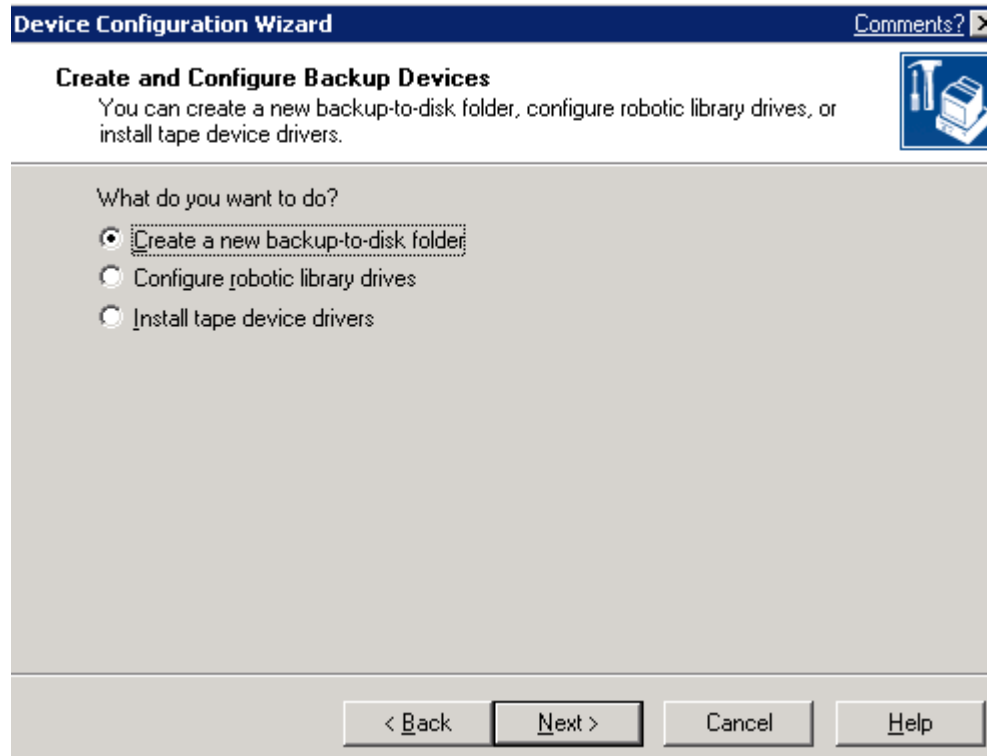 Device Configuration Wizard Comments?
Create and Configure Backup Devices
You can create a new backup-to-disk folder, configure robotic library drives, or
install tape device drivers.
What do you want to do?
Create a new backup-to-disk folder
Configure robotic library drives
Install tape device drivers
< Back Next > Cancel Help